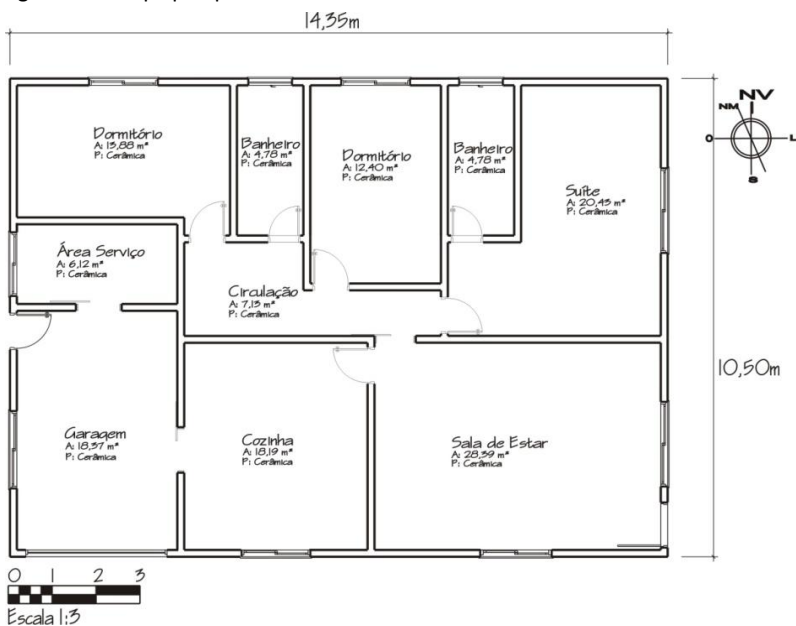 14,35m
NV
NM
O
L
S
Dormitório
A: 13,88 m²
P: Cerâmica
Banheiro
A: 4,78 m²
P: Cerâmica
Dormitório
A: 12,40 m²
P: Cerâmica
Banheiro
A: 4,78 m²
P: Cerâmica
Suíte
A: 20,43 m²
P: Cerâmica
Área Serviço
A: 6,12 m²
P: Cerâmica
Circulação
A: 7,13 m²
P: Cerâmica
10,50m
Garagem
A: 18,37 m²
P: Cerâmica
Cozinha
A: 18,19 m²
P: Cerâmica
Sala de Estar
A: 28,39 m²
P: Cerâmica
0 1 2 3
Escala 1:3